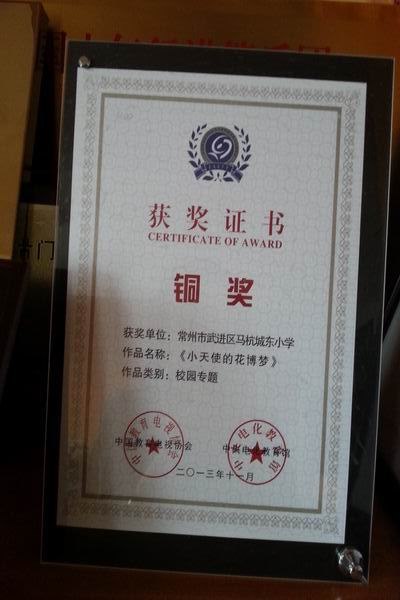 获奖证书
CERTIFICATE OF AWARD
铜奖
获奖单位：常州市武进区马杭城东小学
作品名称：《小天使的花博梦》
作品类别：校园专题
中国教育电视协会
中央电化教育馆
二〇一三年十一月